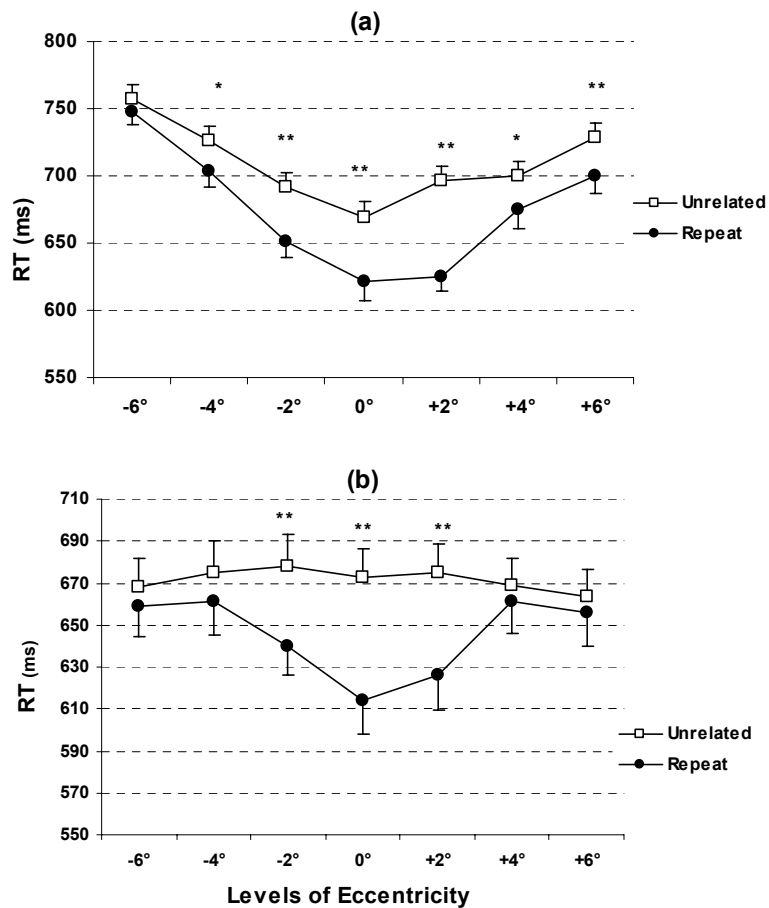 (a)
800
750
700
650
600
550
RT (ms)
* ** ** ** * **
Unrelated
Repeat
-6° -4° -2° 0° +2° +4° +6°
(b)
710
690
670
650
630
610
590
570
550
RT (ms)
** ** **
Unrelated
Repeat
-6° -4° -2° 0° +2° +4° +6°
Levels of Eccentricity